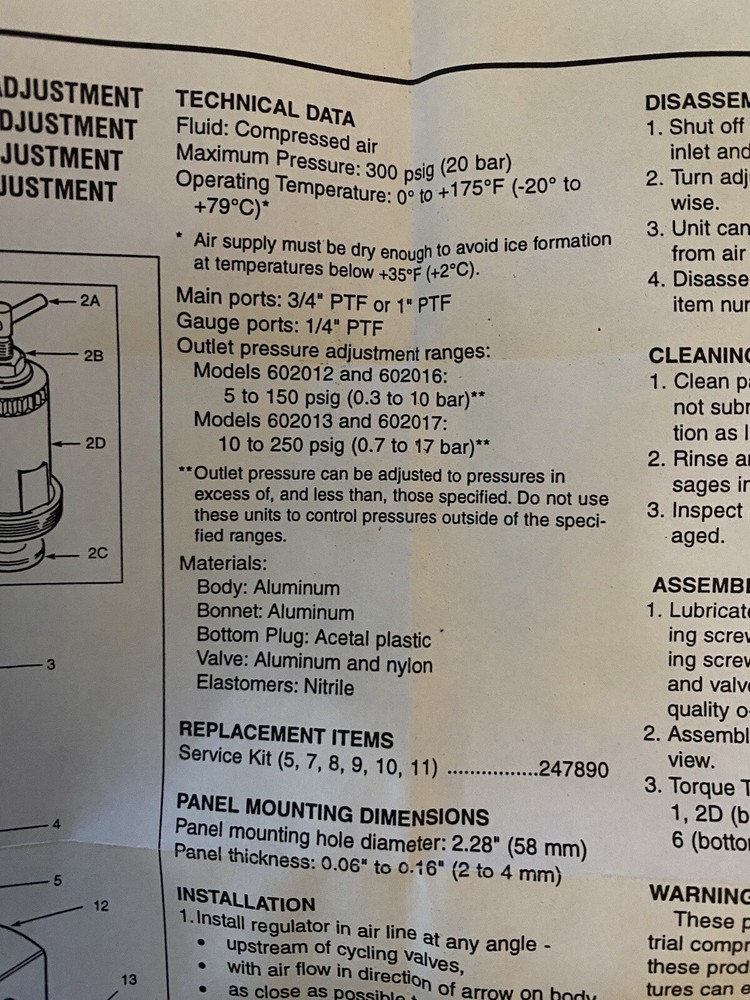 ADJUSTMENT
DJUSTMENT
JUSTMENT
JUSTMENT
2A
2B
2D
2C
3
4
5
12
13
TECHNICAL DATA
Fluid: Compressed air
Maximum Pressure: 300 psig (20 bar)
Operating Temperature: 0° to +175°F (-20° to
+79°C)*
* Air supply must be dry enough to avoid ice formation
at temperatures below +35°F (+2°C).
Main ports: 3/4" PTF or 1" PTF
Gauge ports: 1/4" PTF
Outlet pressure adjustment ranges:
Models 602012 and 602016:
5 to 150 psig (0.3 to 10 bar)**
Models 602013 and 602017:
10 to 250 psig (0.7 to 17 bar)**
**Outlet pressure can be adjusted to pressures in
excess of, and less than, those specified. Do not use
these units to control pressures outside of the speci-
fied ranges.
Materials:
Body: Aluminum
Bonnet: Aluminum
Bottom Plug: Acetal plastic
Valve: Aluminum and nylon
Elastomers: Nitrile
REPLACEMENT ITEMS
Service Kit (5, 7, 8, 9, 10, 11) ................247890
PANEL MOUNTING DIMENSIONS
Panel mounting hole diameter: 2.28" (58 mm)
Panel thickness: 0.06" to 0.16" (2 to 4 mm)
INSTALLATION
1. Install regulator in air line at any angle -
• upstream of cycling valves,
• with air flow in direction of arrow on body,
• as close as possible
DISASSEM
1. Shut off
inlet and
2. Turn adj
wise.
3. Unit can
from air
4. Disasse
item nur
CLEANING
1. Clean pa
not subm
tion as l
2. Rinse an
sages in
3. Inspect
aged.
ASSEMBL
1. Lubricate
ing screw
ing screw
and valve
quality o-
2. Assembl
view.
3. Torque T
1, 2D (b
6 (bottor
WARNING
These p
trial compr
these prod
tures can e